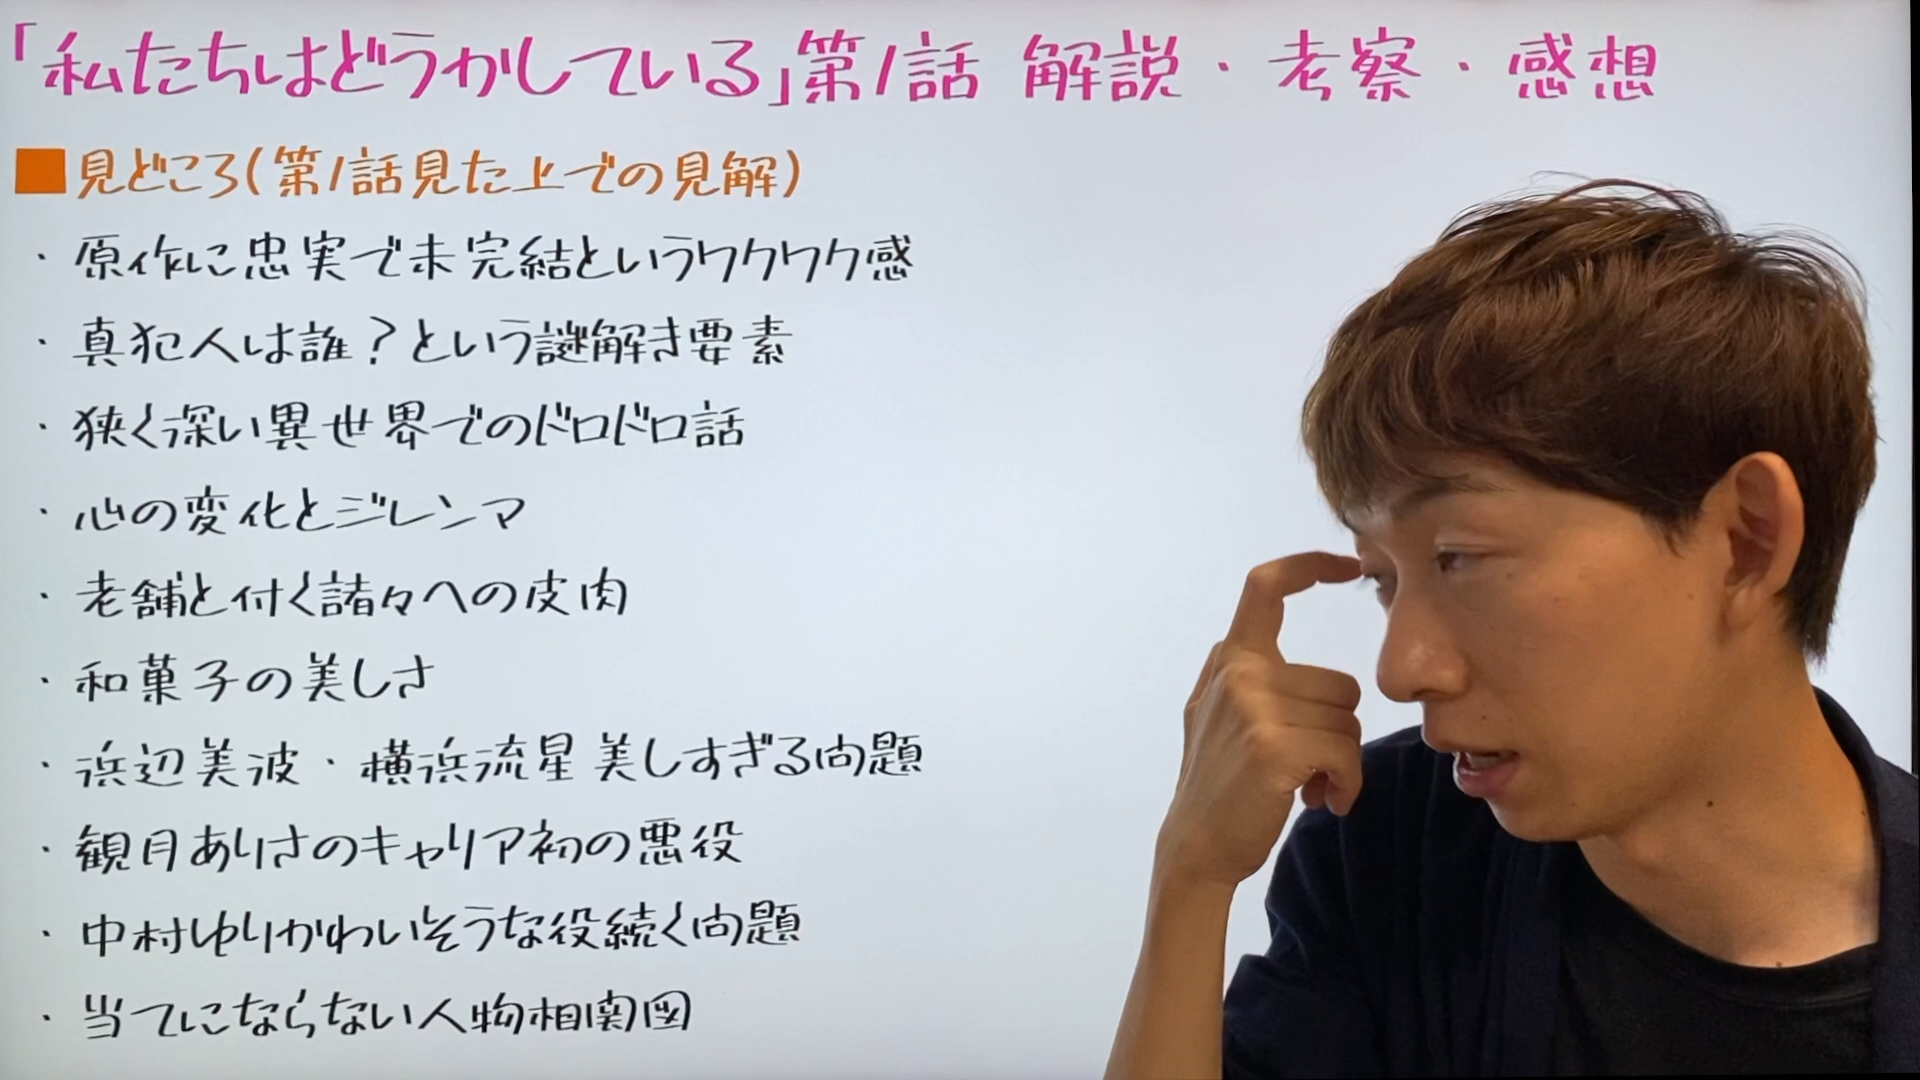 「私たちはどうかしている」第1話 解説・考察・感想
■見どころ(第1話見た上での見解)
・原作に忠実で未完結というワクワク感
・真犯人は誰?という謎解き要素
・狭く深い異世界でのドロドロ話
・心の変化とジレンマ
・老舗と付く諸々への皮肉
・和菓子の美しさ
・浜辺美波・横浜流星美しすぎる問題
・観月ありさのキャリア初の悪役
・中村ゆりかわいそうな役続く問題
・当てにならない人物相関図